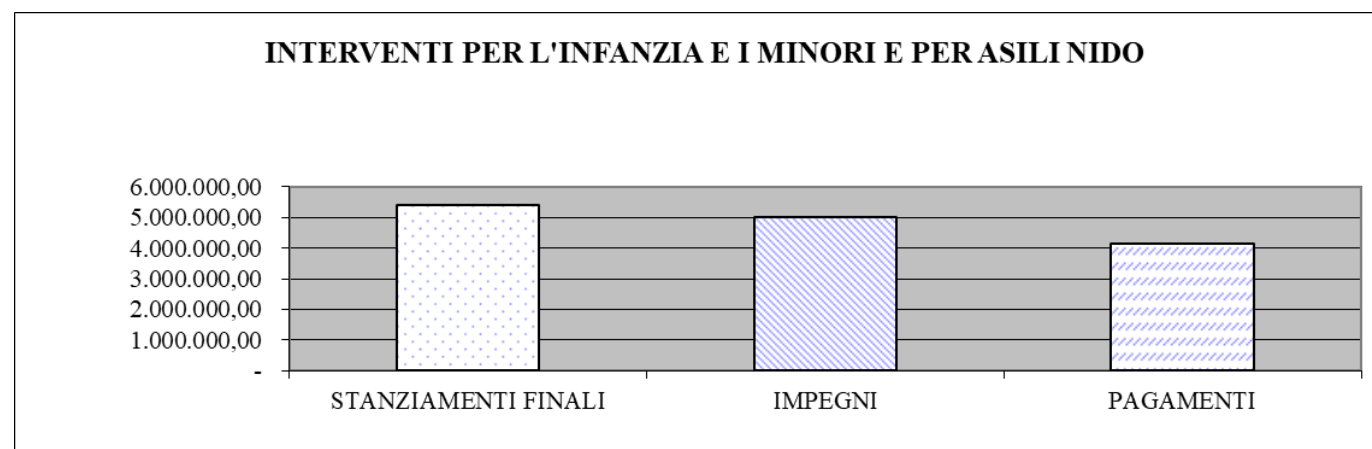 INTERVENTI PER L'INFANZIA E I MINORI E PER ASILI NIDO
6.000.000,00
5.000.000,00
4.000.000,00
3.000.000,00
2.000.000,00
1.000.000,00
-
STANZIAMENTI FINALI
IMPEGNI
PAGAMENTI